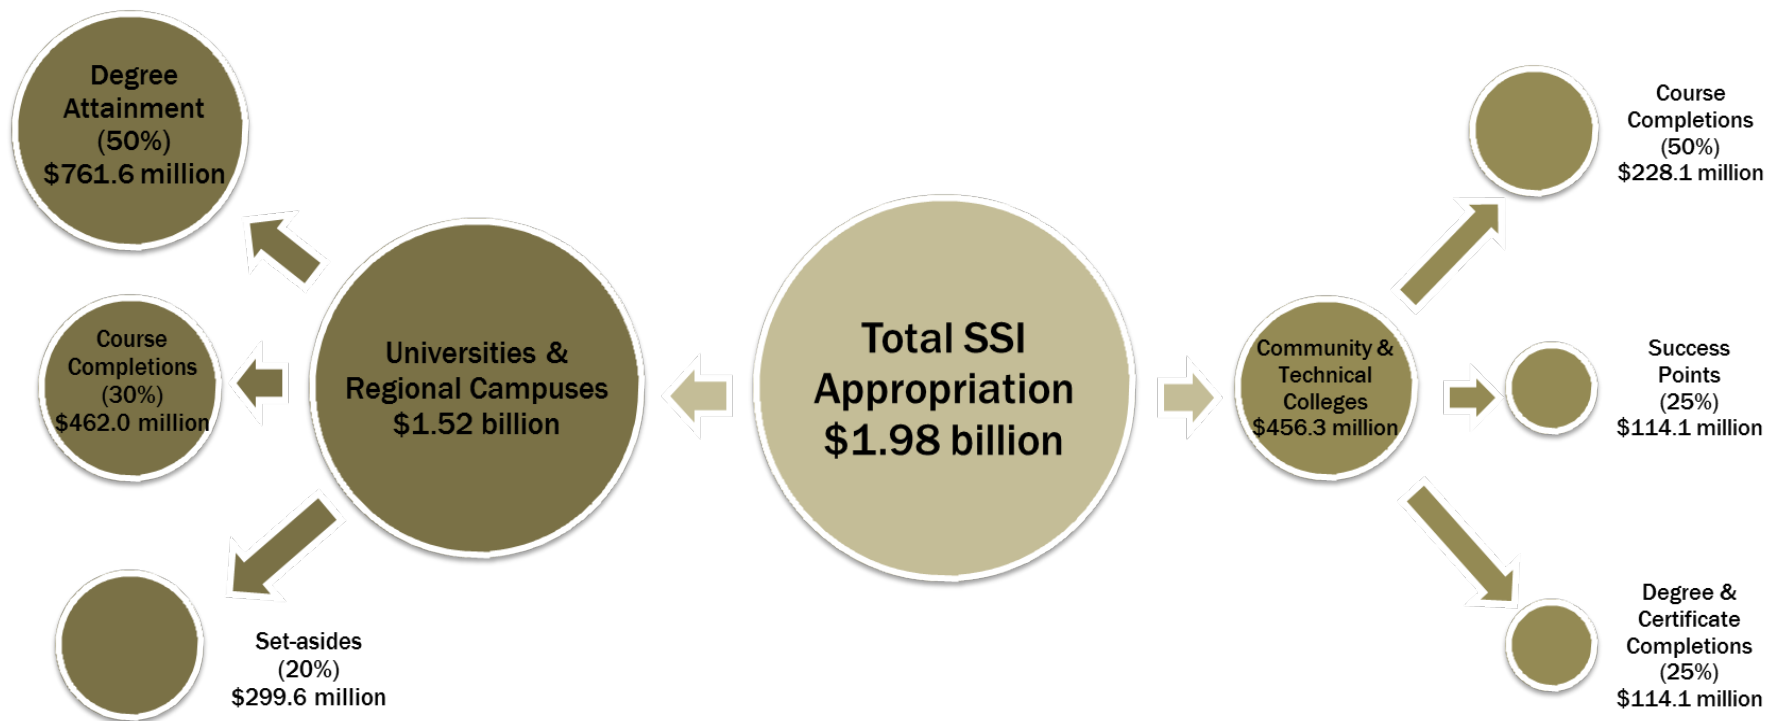 Degree
Attainment
(50%)
$761.6 million
Course
Completions
(30%)
$462.0 million
Set-asides
(20%)
$299.6 million
Universities &
Regional Campuses
$1.52 billion
Total SSI
Appropriation
$1.98 billion
Community &
Technical
Colleges
$456.3 million
Course
Completions
(50%)
$228.1 million
Success
Points
(25%)
$114.1 million
Degree &
Certificate
Completions
(25%)
$114.1 million